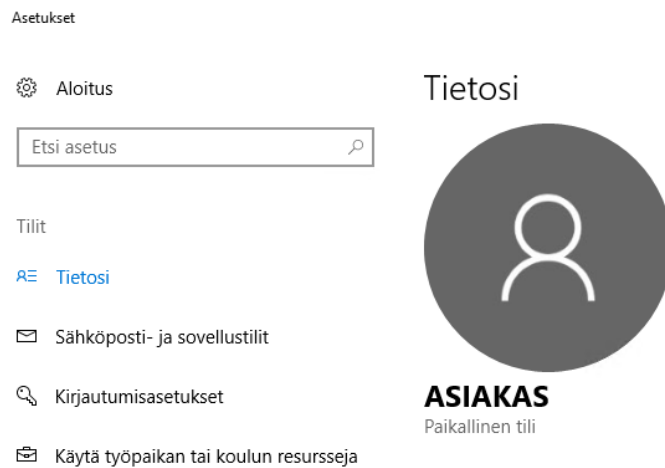 Asetukset
Aloitus
Etsi asetus
Tilit
Tietosi
Sähköposti- ja sovellustilit
Kirjautumisasetukset
Käytä työpaikan tai koulun resursseja
Tietosi
ASIAKAS
Paikallinen tili